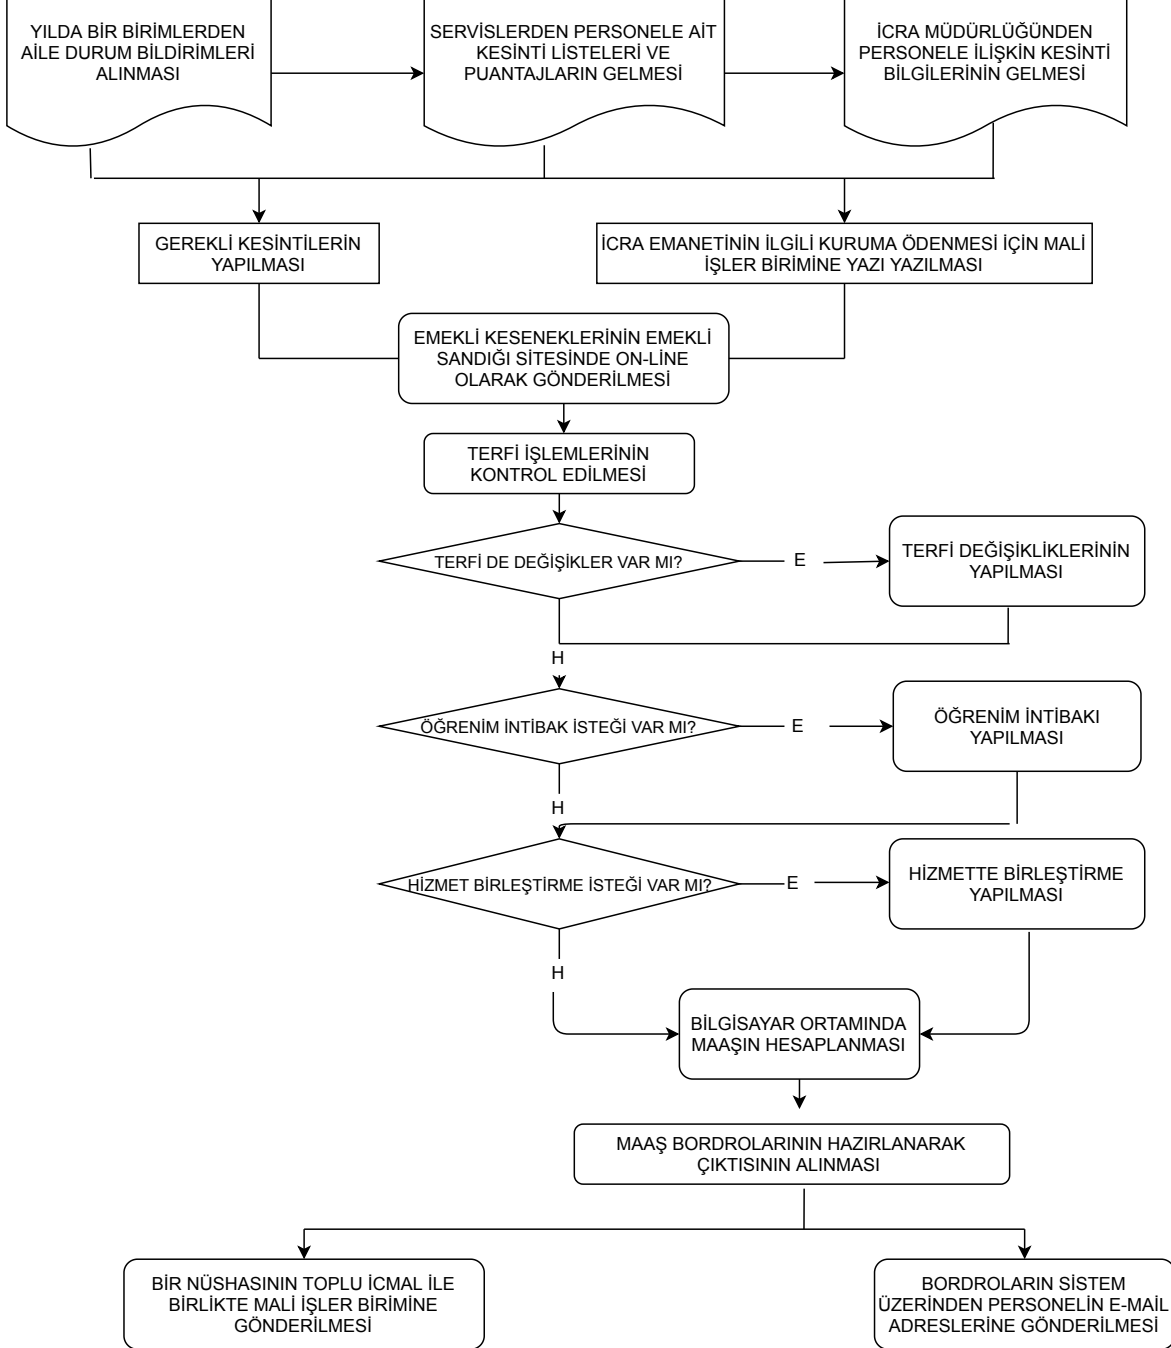 YILDA BİR BİRİMLERDEN
AİLE DURUM BİLDİRİMLERİ
ALINMASI
SERVİSLERDEN PERSONELE AİT
KESİNTİ LİSTELERİ VE
PUANTAJLARIN GELMESİ
İCRA MÜDÜRLÜĞÜNDEN
PERSONELE İLİŞKİN KESİNTİ
BİLGİLERİNİN GELMESİ
GEREKLİ KESİNTİLERİN
YAPILMASI
İCRA EMANETİNİN İLGİLİ KURUMA ÖDENMESİ İÇİN MALİ
İŞLER BİRİMİNE YAZI YAZILMASI
EMEKLİ KESENEKLERİNİN EMEKLİ
SANDIĞI SİTESİNDE ON-LİNE
OLARAK GÖNDERİLMESİ
TERFİ İŞLEMLERİNİN
KONTROL EDİLMESİ
TERFİ DE DEĞİŞİKLER VAR MI?
E
TERFİ DEĞİŞİKLİKLERİNİN
YAPILMASI
H
ÖĞRENİM İNTİBAK İSTEĞİ VAR MI?
E
ÖĞRENİM İNTİBAKI
YAPILMASI
H
HİZMET BİRLEŞTİRME İSTEĞİ VAR MI?
E
HİZMETTE BİRLEŞTİRME
YAPILMASI
H
BİLGİSAYAR ORTAMINDA
MAAŞIN HESAPLANMASI
MAAŞ BORDROLARININ HAZIRLANARAK
ÇIKTISININ ALINMASI
BİR NÜSHASININ TOPLU İCMAL İLE
BİRLİKTE MALİ İŞLER BİRİMİNE
GÖNDERİLMESİ
BORDROLARIN SİSTEM
ÜZERİNDEN PERSONELİN E-MAİL
ADRESLERİNE GÖNDERİLMESİ